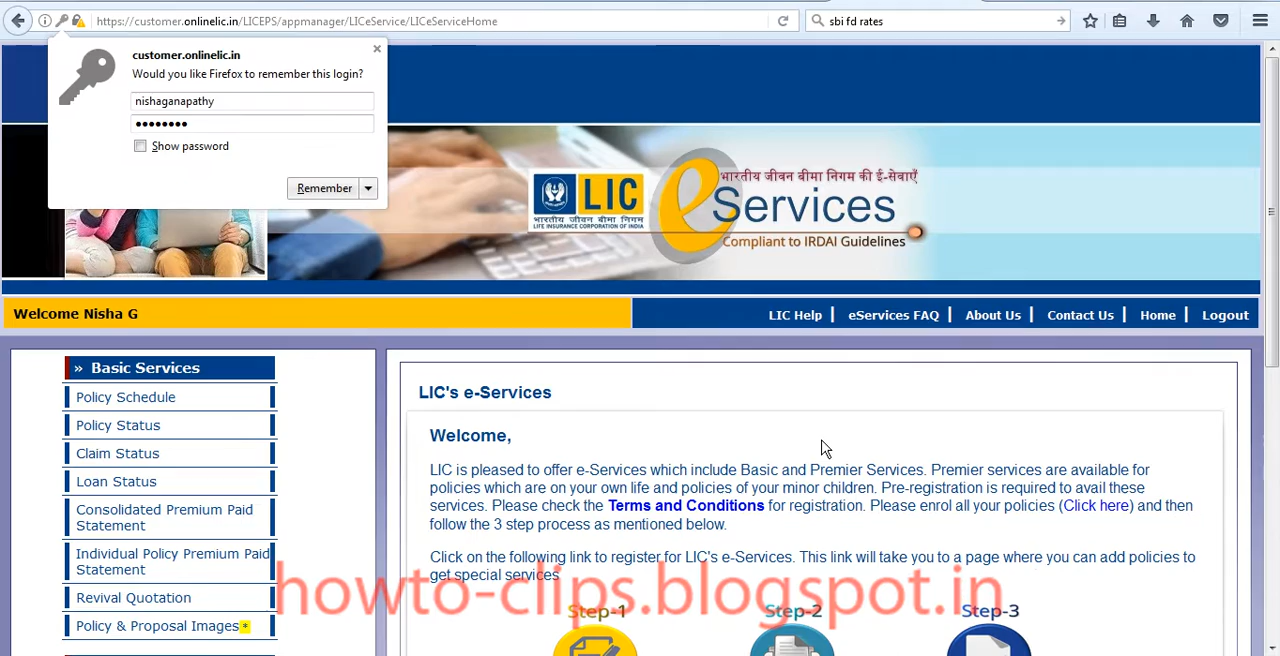 https://customer.onlinelic.in/LICEPS/appmanager/LICeService/LICeServiceHome
sbi fd rates
customer.onlinelic.in
Would you like Firefox to remember this login?
nishaganapathy
●●●●●●●●
Show password
Remember
LIC
भारतीय जीवन बीमा निगम
LIFE INSURANCE CORPORATION OF INDIA
भारतीय जीवन बीमा निगम की ई-सेवाएँ
eServices
Compliant to IRDAI Guidelines
Welcome Nisha G
LIC Help | eServices FAQ | About Us | Contact Us | Home | Logout
» Basic Services
Policy Schedule
Policy Status
Claim Status
Loan Status
Consolidated Premium Paid
Statement
Individual Policy Premium Paid
Statement
Revival Quotation
Policy & Proposal Images*
LIC's e-Services
Welcome,
LIC is pleased to offer e-Services which include Basic and Premier Services. Premier services are available for
policies which are on your own life and policies of your minor children. Pre-registration is required to avail these
services. Please check the Terms and Conditions for registration. Please enrol all your policies (Click here) and then
follow the 3 step process as mentioned below.
Click on the following link to register for LIC's e-Services. This link will take you to a page where you can add policies to
get special services
howto-clips.blogspot.in
Step-1
Step-2
Step-3